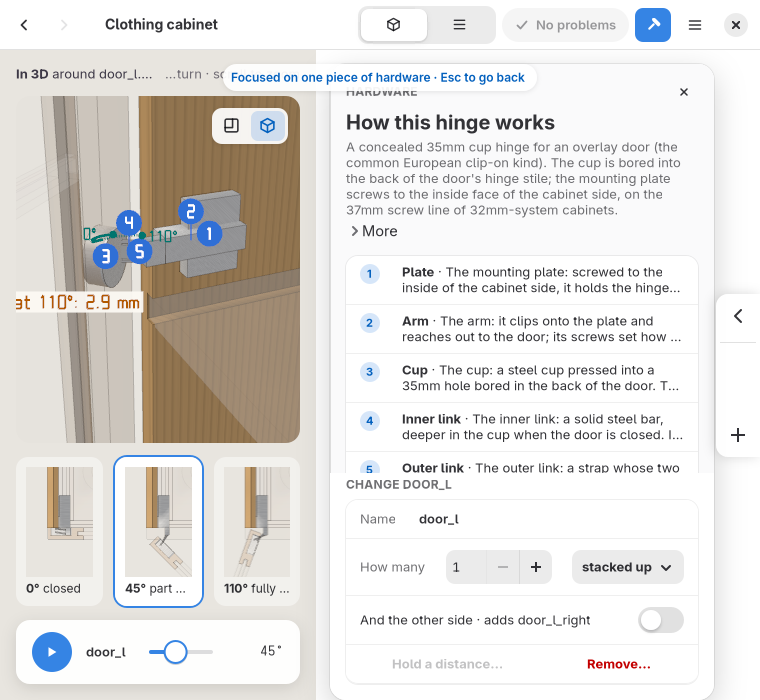 Clothing cabinet
No problems
In 3D around door_l.... ...turn
Focused on one piece of hardware · Esc to go back
HARDWARE
How this hinge works
A concealed 35mm cup hinge for an overlay door (the
common European clip-on kind). The cup is bored into
the back of the door's hinge stile; the mounting plate
screws to the inside face of the cabinet side, on the
37mm screw line of 32mm-system cabinets.
More
0°
4
2
110°
1
3
5
at 110°: 2.9 mm
1 Plate · The mounting plate: screwed to the
inside of the cabinet side, it holds the hinge...
2 Arm · The arm: it clips onto the plate and
reaches out to the door; its screws set how ...
3 Cup · The cup: a steel cup pressed into a
35mm hole bored in the back of the door. T...
4 Inner link · The inner link: a solid steel bar,
deeper in the cup when the door is closed. I...
5 Outer link · The outer link: a strap whose two
0° closed
45° part ...
110° fully ...
door_l
45°
CHANGE DOOR_L
Name door_l
How many 1 − + stacked up
And the other side · adds door_l_right
Hold a distance... Remove...